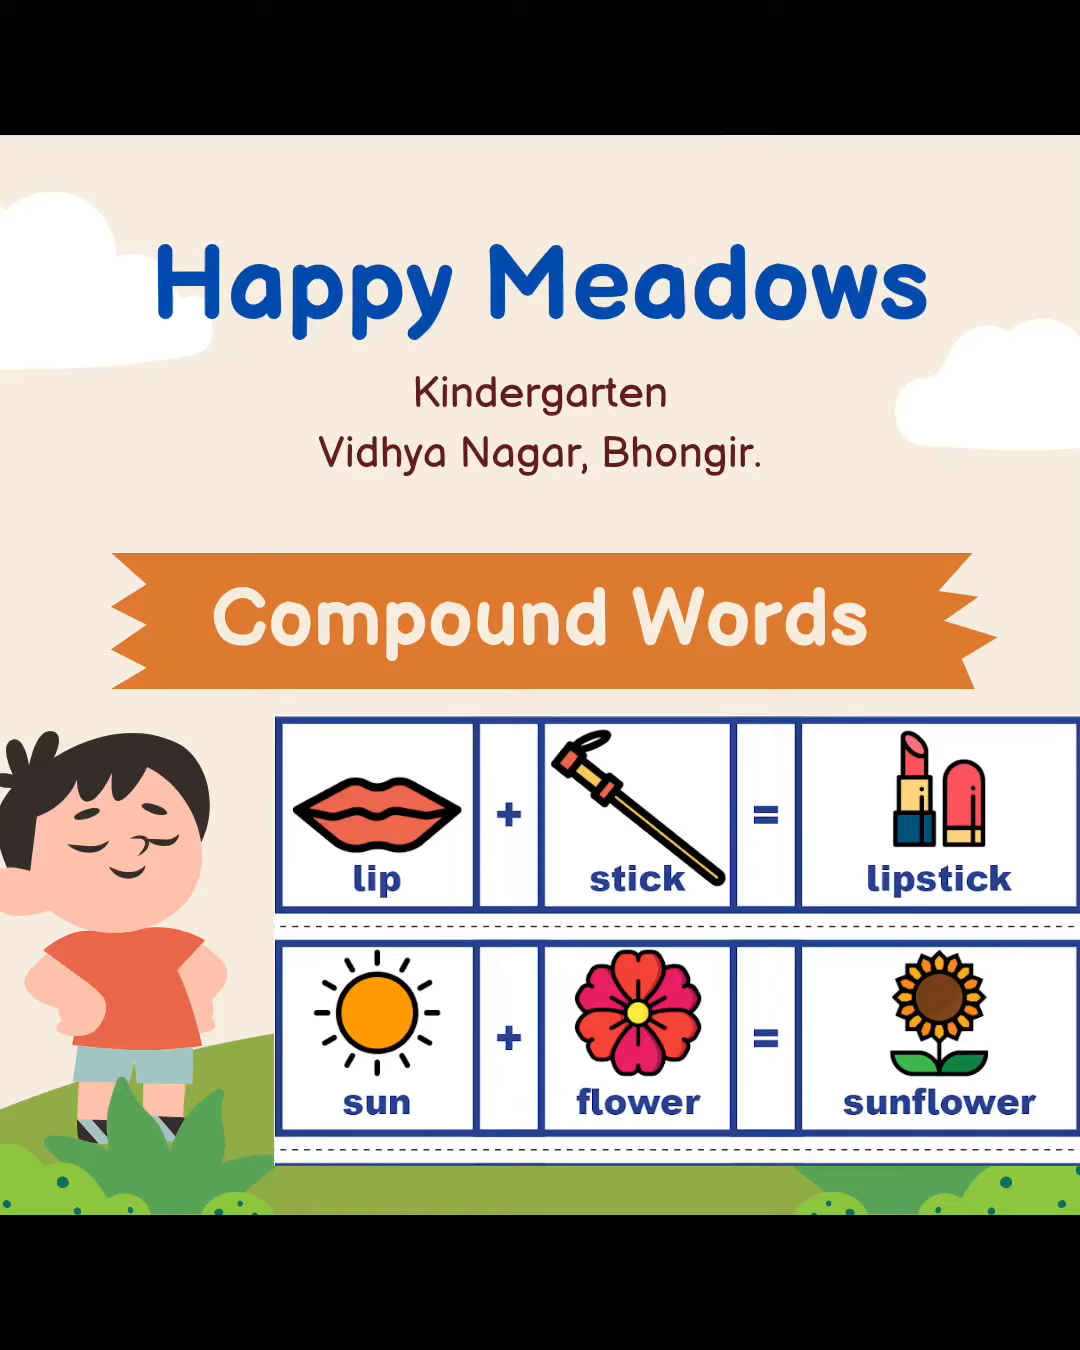 Happy Meadows
Kindergarten
Vidhya Nagar, Bhongir.
Compound Words
lip + stick = lipstick
sun + flower = sunflower